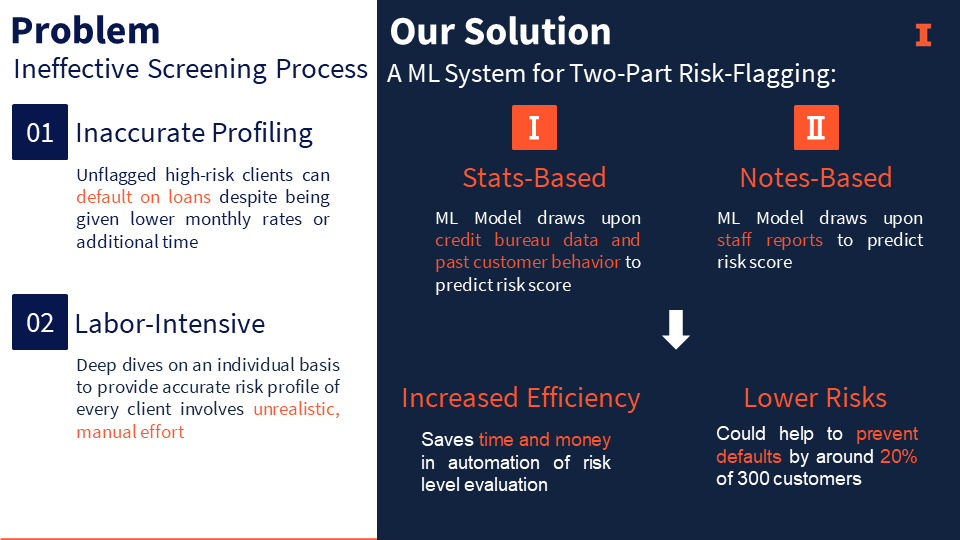 Problem
Ineffective Screening Process
01
Inaccurate Profiling
Unflagged high-risk clients can
default on loans despite being
given lower monthly rates or
additional time
02
Labor-Intensive
Deep dives on an individual basis
to provide accurate risk profile of
every client involves unrealistic,
manual effort
Our Solution
I
A ML System for Two-Part Risk-Flagging:
I
Stats-Based
ML Model draws upon
credit bureau data and
past customer behavior to
predict risk score
II
Notes-Based
ML Model draws upon
staff reports to predict
risk score
Increased Efficiency
Saves time and money
in automation of risk
level evaluation
Lower Risks
Could help to prevent
defaults by around 20%
of 300 customers